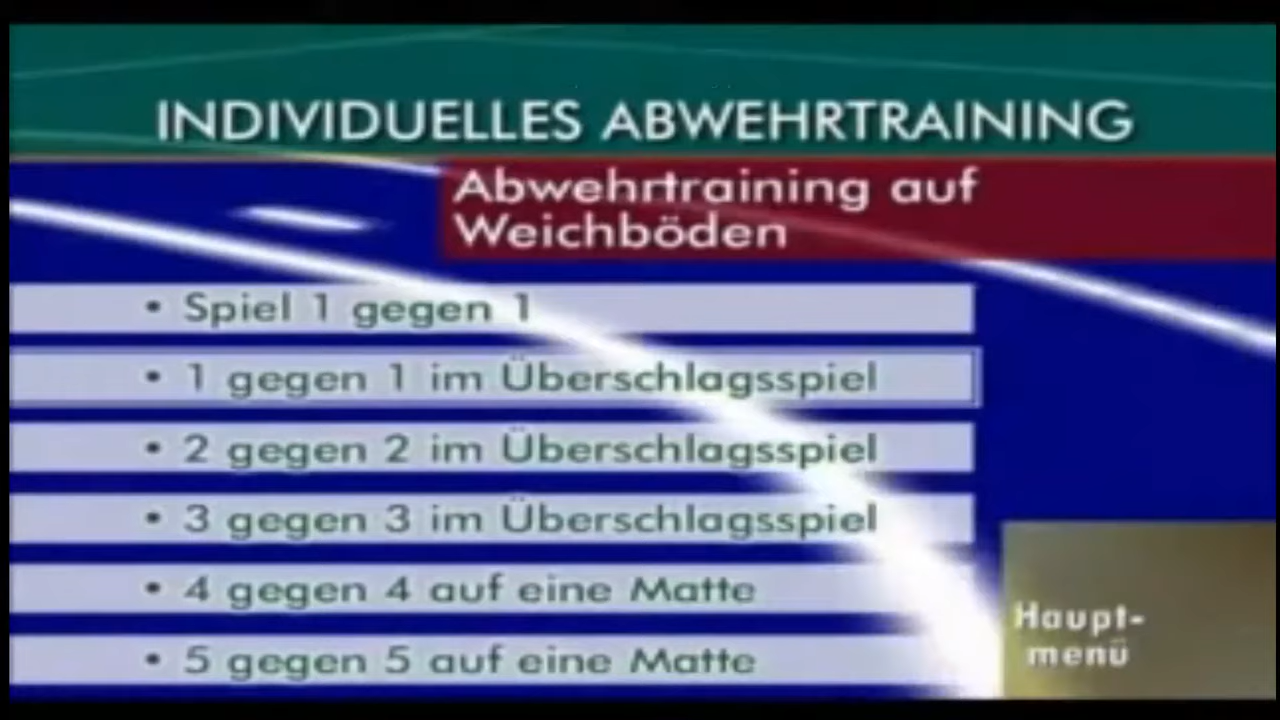 INDIVIDUELLES ABWEHRTRAINING
Abwehrtraining auf
Weichböden
• Spiel 1 gegen 1
• 1 gegen 1 im Überschlagsspiel
• 2 gegen 2 im Überschlagsspiel
• 3 gegen 3 im Überschlagsspiel
• 4 gegen 4 auf eine Matte
• 5 gegen 5 auf eine Matte
Haupt-
menü